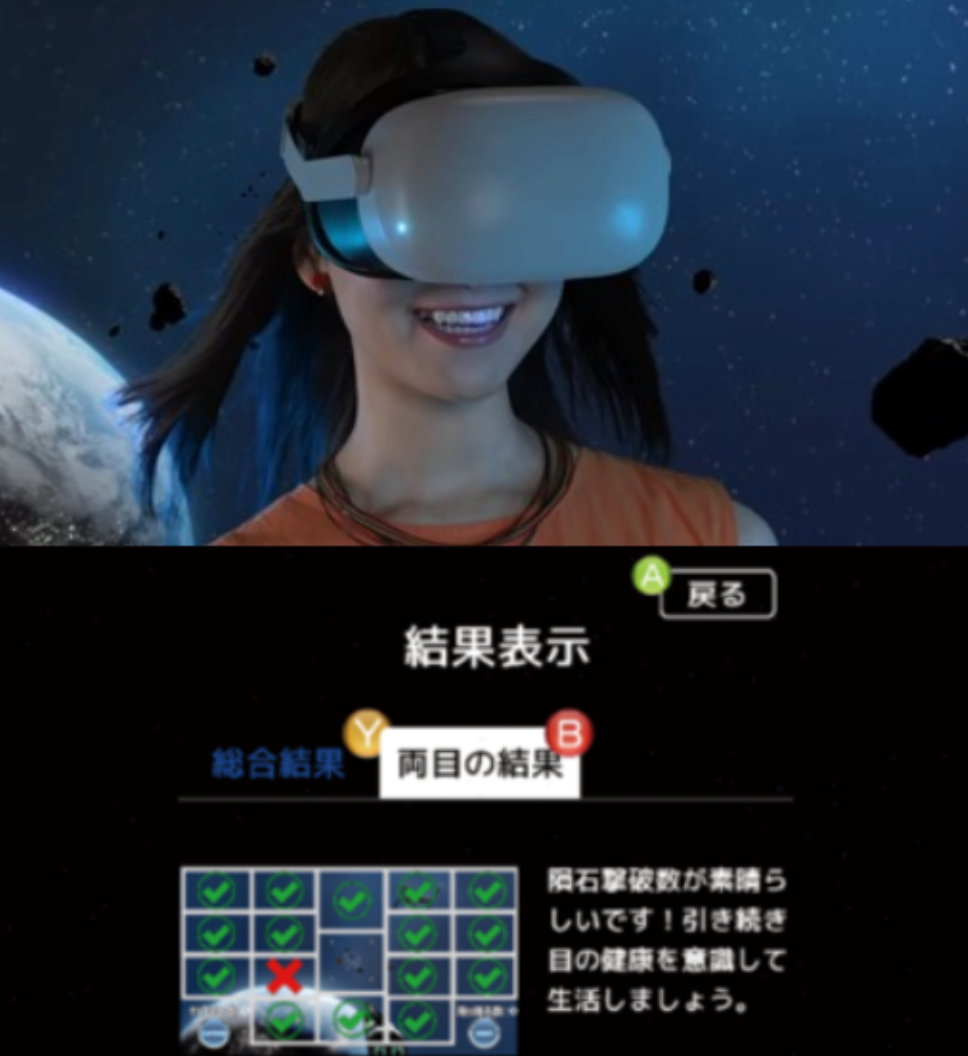 A 戻る
結果表示
総合結果 Y 両目の結果 B
隕石撃破数が素晴ら
しいです！引き続き
目の健康を意識して
生活しましょう。